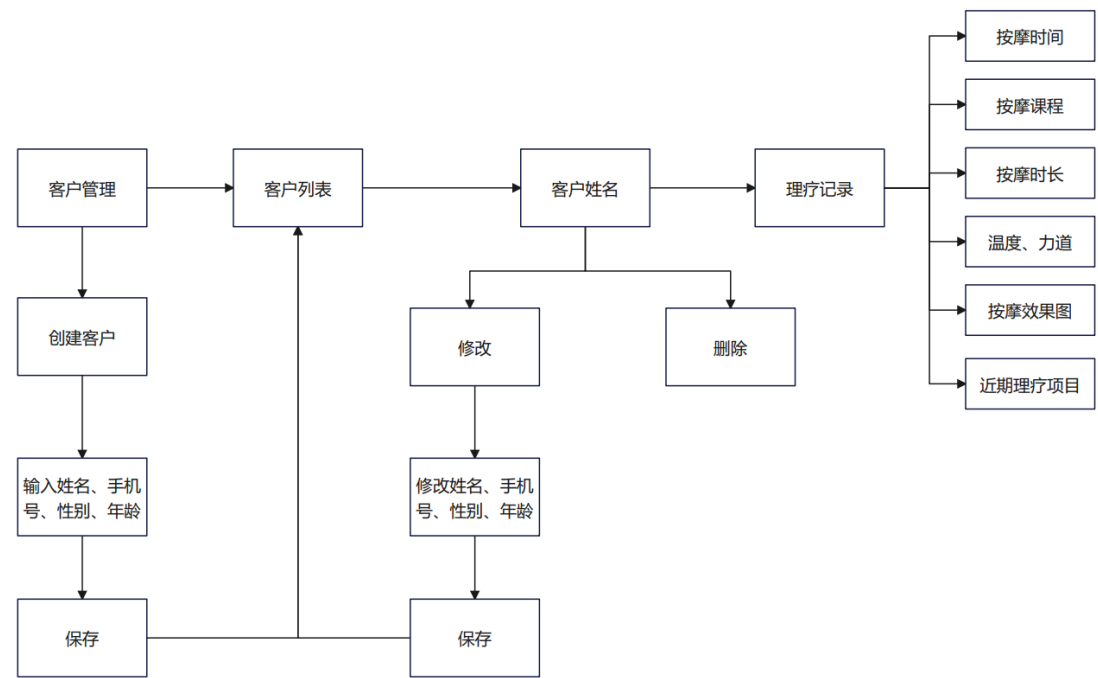 按摩时间
按摩课程
客户管理
客户列表
客户姓名
理疗记录
按摩时长
温度、力道
按摩效果图
创建客户
修改
删除
近期理疗项目
输入姓名、手机
号、性别、年龄
修改姓名、手机
号、性别、年龄
保存
保存